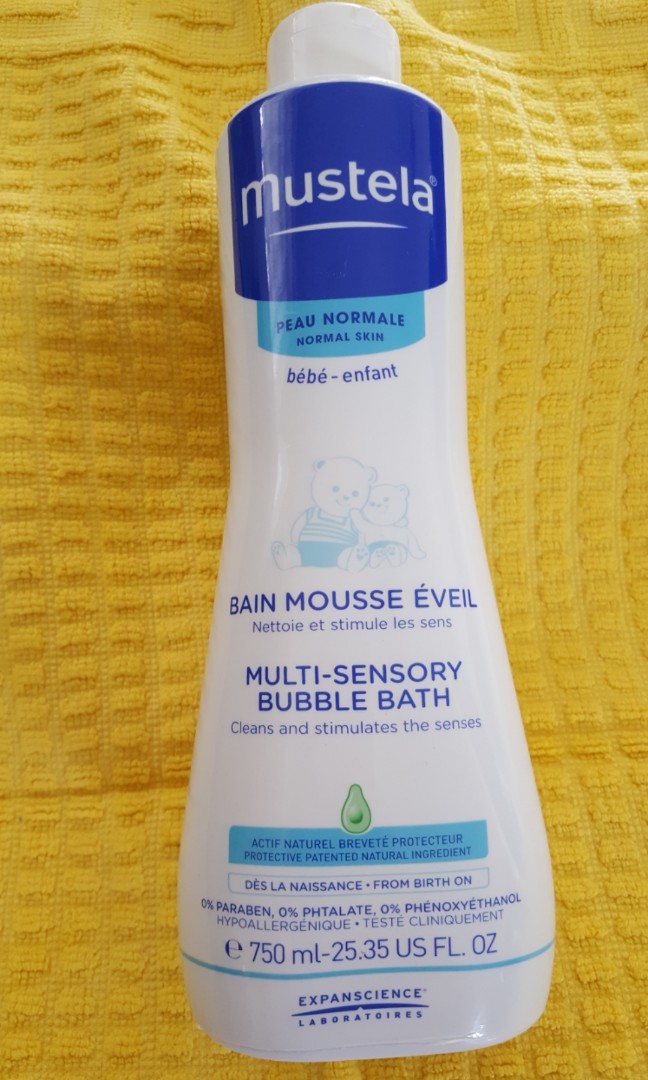 mustela®
PEAU NORMALE
NORMAL SKIN
bébé - enfant
BAIN MOUSSE ÉVEIL
Nettoie et stimule les sens
MULTI-SENSORY
BUBBLE BATH
Cleans and stimulates the senses
ACTIF NATUREL BREVETÉ PROTECTEUR
PROTECTIVE PATENTED NATURAL INGREDIENT
DÈS LA NAISSANCE • FROM BIRTH ON
0% PARABEN, 0% PHTALATE, 0% PHÉNOXYÉTHANOL
HYPOALLERGÉNIQUE • TESTÉ CLINIQUEMENT
℮ 750 ml-25.35 US FL. OZ
EXPANSCIENCE
LABORATOIRES